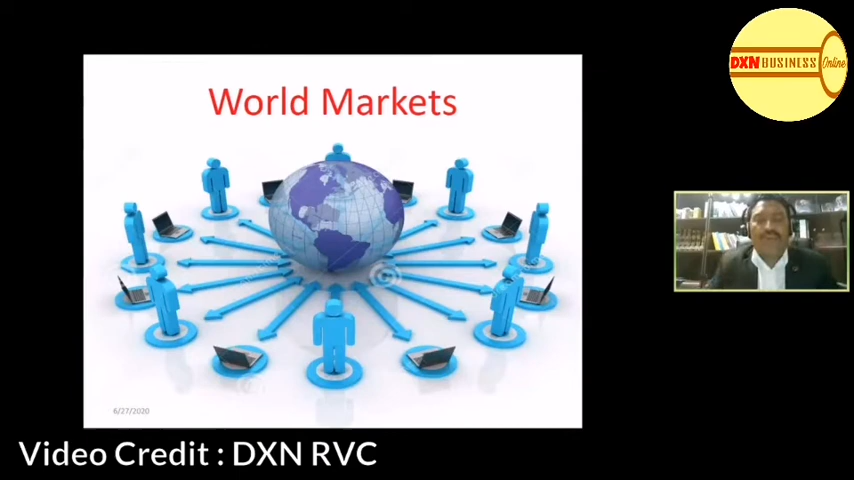 DXN BUSINESS Online
World Markets
6/27/2020
Video Credit : DXN RVC